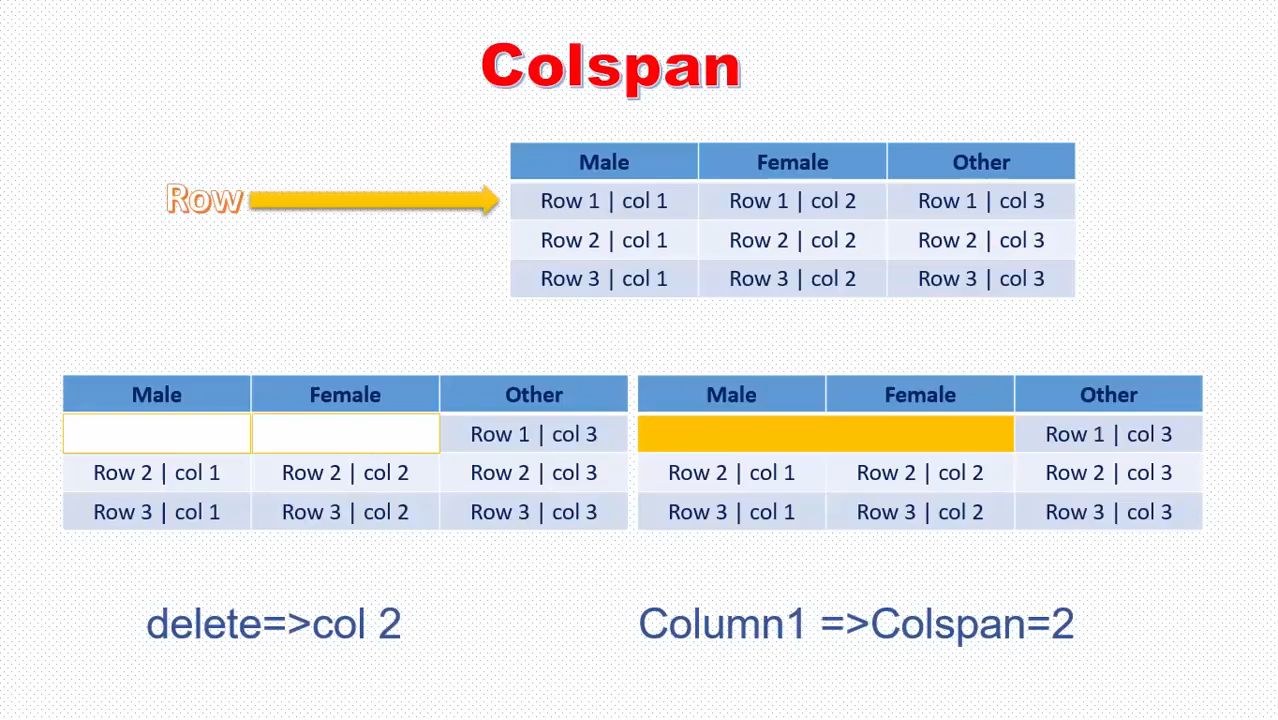 Colspan
Row
Male Female Other
Row 1 | col 1 Row 1 | col 2 Row 1 | col 3
Row 2 | col 1 Row 2 | col 2 Row 2 | col 3
Row 3 | col 1 Row 3 | col 2 Row 3 | col 3
Male Female Other
Row 1 | col 3
Row 2 | col 1 Row 2 | col 2 Row 2 | col 3
Row 3 | col 1 Row 3 | col 2 Row 3 | col 3
Male Female Other
Row 1 | col 3
Row 2 | col 1 Row 2 | col 2 Row 2 | col 3
Row 3 | col 1 Row 3 | col 2 Row 3 | col 3
delete=>col 2
Column1 =>Colspan=2